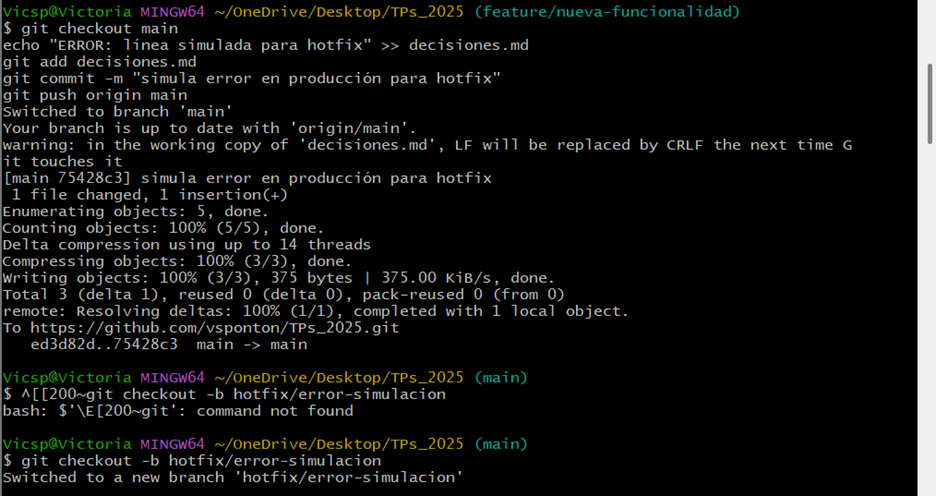 Vicsp@Victoria MINGW64 ~/OneDrive/Desktop/TPs_2025 (feature/nueva-funcionalidad)
$ git checkout main
echo "ERROR: línea simulada para hotfix" >> decisiones.md
git add decisiones.md
git commit -m "simula error en producción para hotfix"
git push origin main
Switched to branch 'main'
Your branch is up to date with 'origin/main'.
warning: in the working copy of 'decisiones.md', LF will be replaced by CRLF the next time G
it touches it
[main 75428c3] simula error en producción para hotfix
 1 file changed, 1 insertion(+)
Enumerating objects: 5, done.
Counting objects: 100% (5/5), done.
Delta compression using up to 14 threads
Compressing objects: 100% (3/3), done.
Writing objects: 100% (3/3), 375 bytes | 375.00 KiB/s, done.
Total 3 (delta 1), reused 0 (delta 0), pack-reused 0 (from 0)
remote: Resolving deltas: 100% (1/1), completed with 1 local object.
To https://github.com/vsponton/TPs_2025.git
   ed3d82d..75428c3  main -> main
Vicsp@Victoria MINGW64 ~/OneDrive/Desktop/TPs_2025 (main)
$ ^[[200~git checkout -b hotfix/error-simulacion
bash: $'\E[200~git': command not found
Vicsp@Victoria MINGW64 ~/OneDrive/Desktop/TPs_2025 (main)
$ git checkout -b hotfix/error-simulacion
Switched to a new branch 'hotfix/error-simulacion'